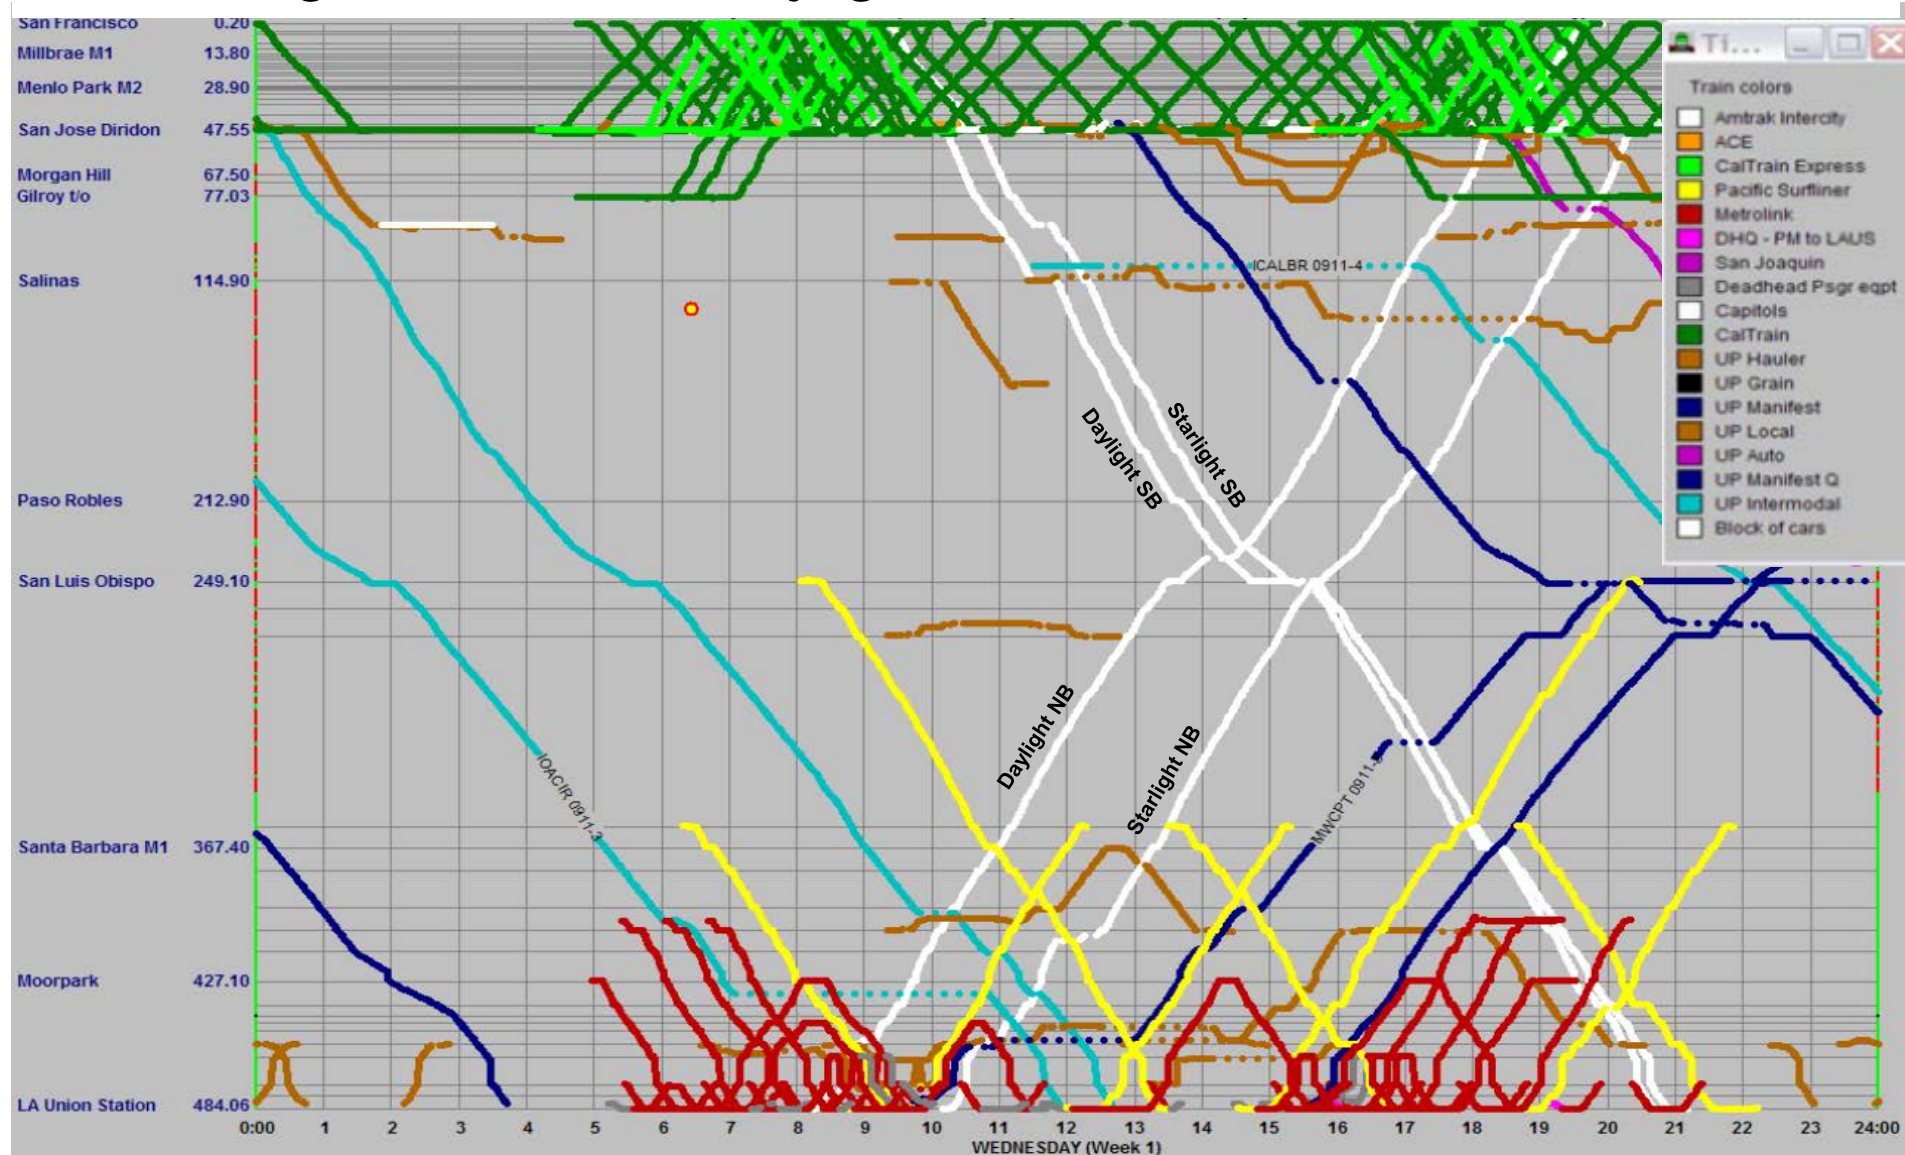 San Francisco 0.20
Millbrae M1 13.80
Menlo Park M2 28.90
San Jose Diridon 47.55
Morgan Hill 67.50
Gilroy t/o 77.03
Salinas 114.90
Paso Robles 212.90
San Luis Obispo 249.10
Santa Barbara M1 367.40
Moorpark 427.10
LA Union Station 484.06
ICALBR 0911-4
Daylight SB
Starlight SB
Daylight NB
Starlight NB
IOACIR 0911-3
Ti...
Train colors
Amtrak Intercity
ACE
CalTrain Express
Pacific Surfliner
Metrolink
DHQ - PM to LAUS
San Joaquin
Deadhead Psgr eqpt
Capitols
CalTrain
UP Hauler
UP Grain
UP Manifest
UP Local
UP Auto
UP Manifest Q
UP Intermodal
Block of cars
0:00 1 2 3 4 5 6 7 8 9 10 11 12 13 14 15 16 17 18 19 20 21 22 23 24:00
WEDNESDAY (Week 1)